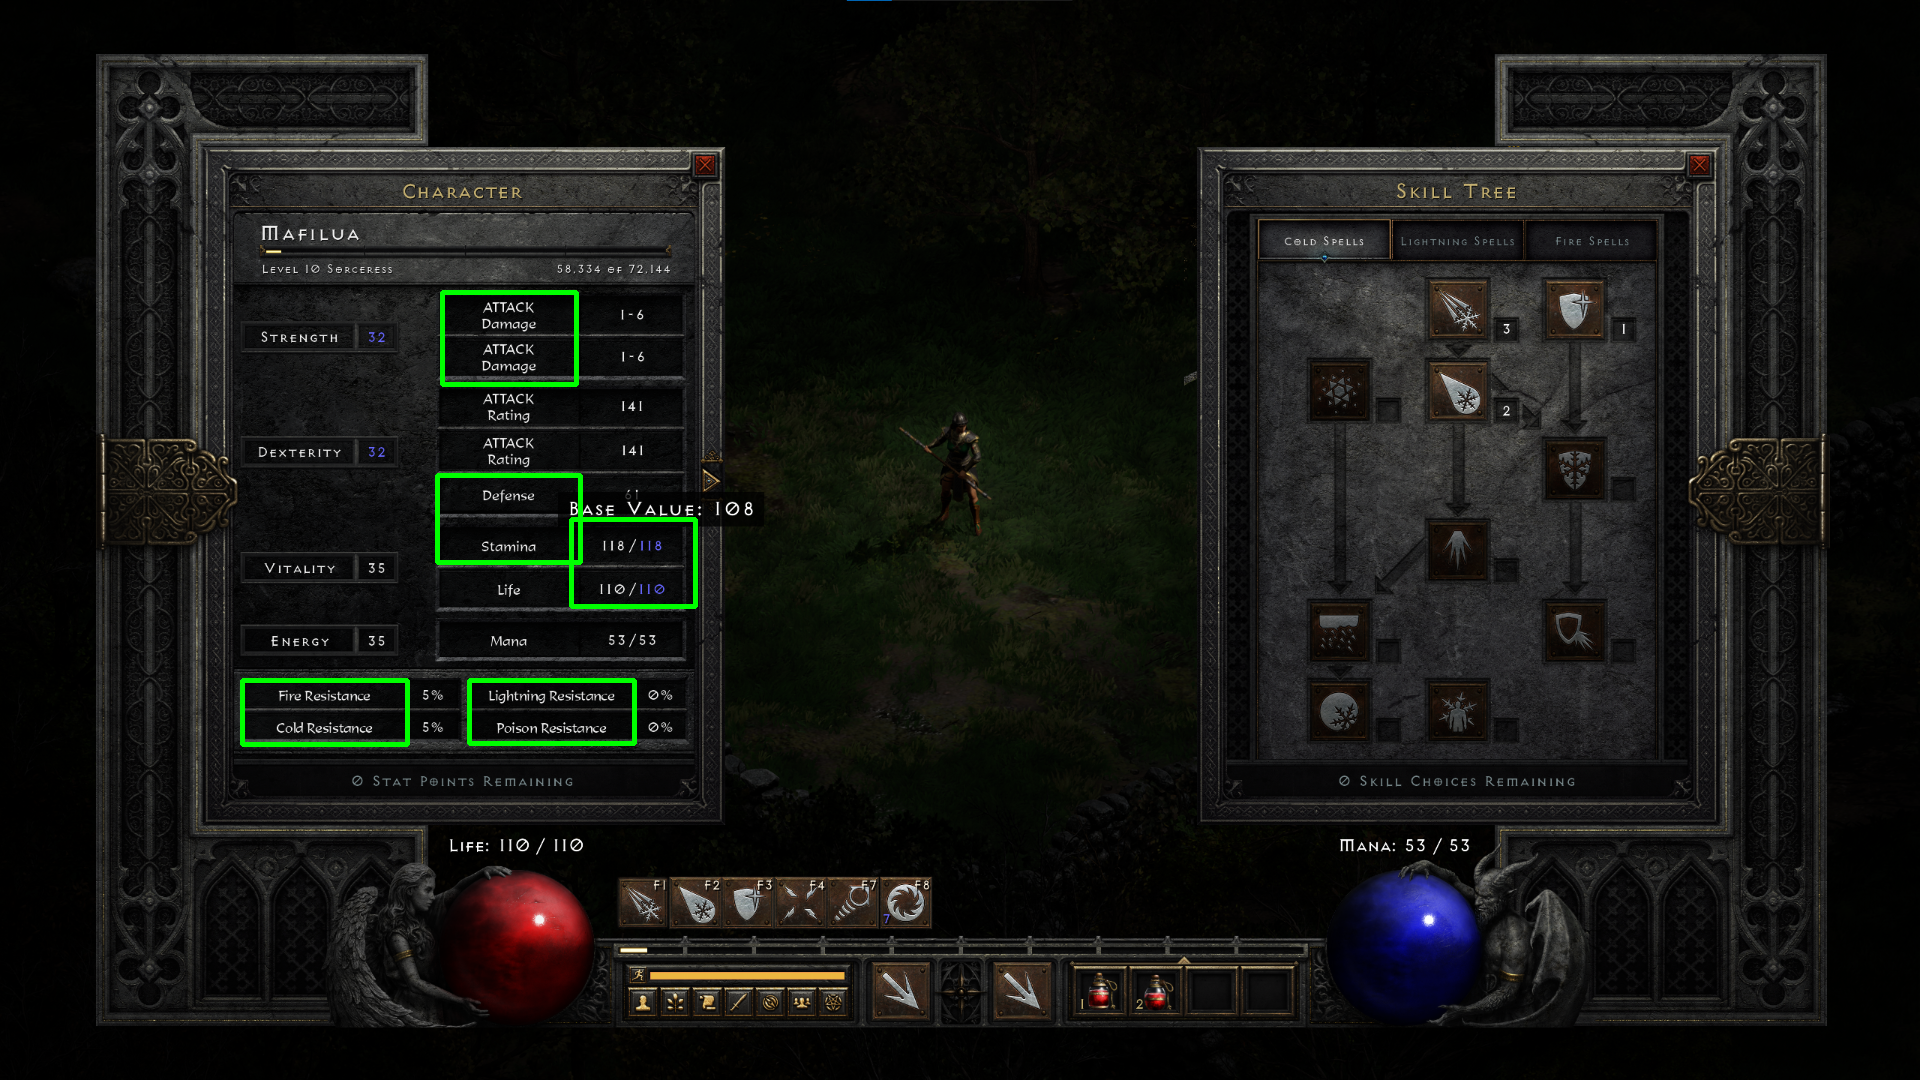 CHARACTER
MAFILUA
LEVEL 10 SORCERESS
58,334 OF 72,144
STRENGTH 32
ATTACK
Damage
1-6
ATTACK
Damage
1-6
ATTACK
Rating
141
DEXTERITY 32
ATTACK
Rating
141
Defense 61
BASE VALUE: 108
Stamina 118/118
VITALITY 35
Life 110/110
ENERGY 35
Mana 53/53
Fire Resistance 5%
Lightning Resistance 0%
Cold Resistance 5%
Poison Resistance 0%
0 STAT POINTS REMAINING
SKILL TREE
COLD SPELLS
LIGHTNING SPELLS
FIRE SPELLS
3
1
2
0 SKILL CHOICES REMAINING
LIFE: 110 / 110
MANA: 53 / 53
F1 F2 F3 F4 F7 F8
7
1 2